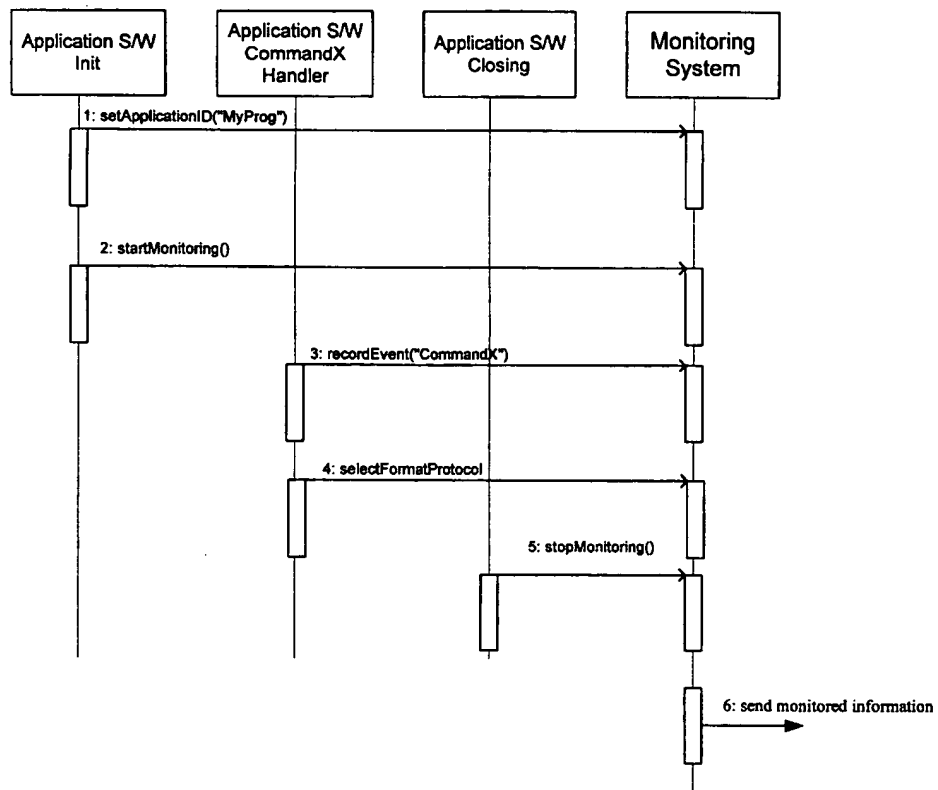 Application S/W
Init
Application S/W
CommandX
Handler
Application S/W
Closing
Monitoring
System
1: setApplicationID("MyProg")
2: startMonitoring()
3: recordEvent("CommandX")
4: selectFormatProtocol
5: stopMonitoring()
6: send monitored information